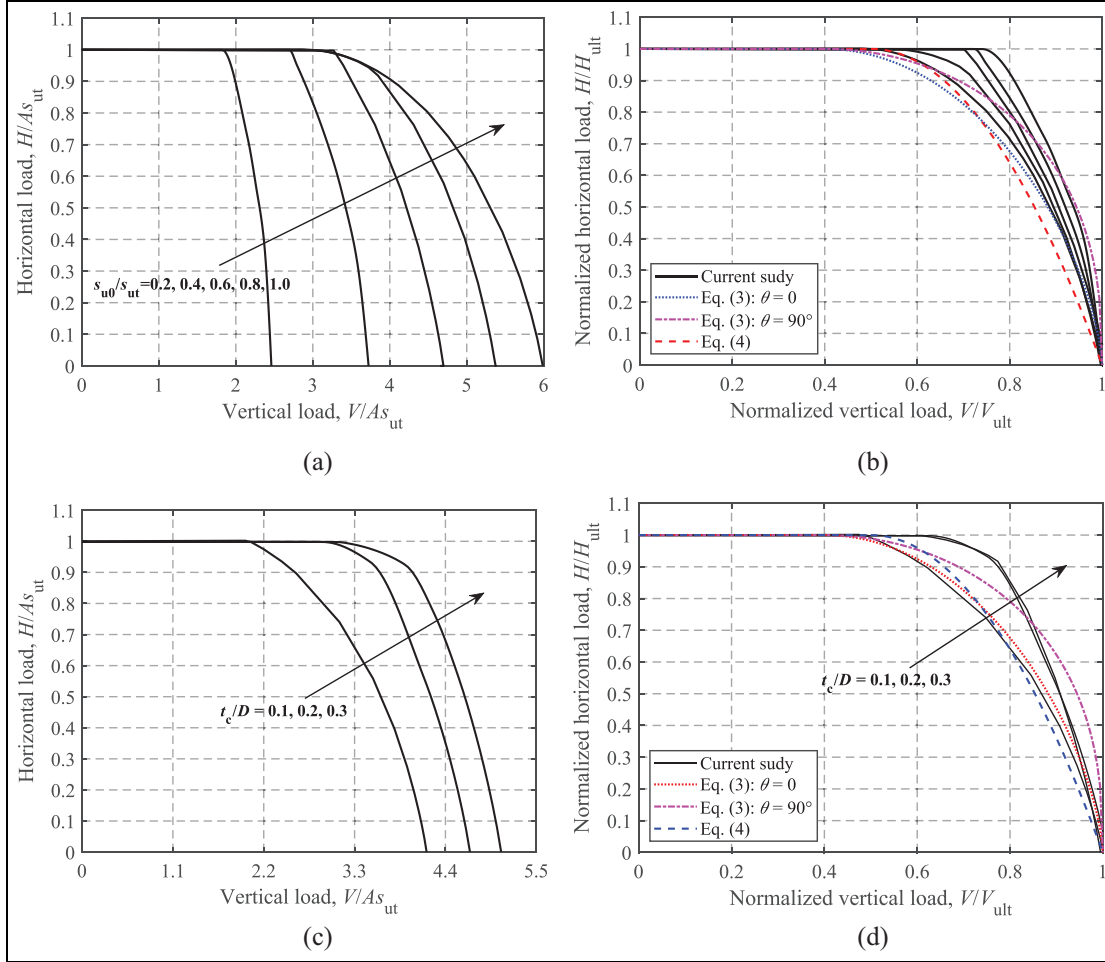 1.1
1
0.9
0.8
0.7
0.6
0.5
0.4
0.3
0.2
0.1
0
Horizontal load, H/As_ut
s_u0/s_ut=0.2, 0.4, 0.6, 0.8, 1.0
0 1 2 3 4 5 6
Vertical load, V/As_ut
(a)
1.1
1
0.9
0.8
0.7
0.6
0.5
0.4
0.3
0.2
0.1
0
Normalized horizontal load, H/H_ult
Current sudy
Eq. (3): θ = 0
Eq. (3): θ = 90°
Eq. (4)
0 0.2 0.4 0.6 0.8 1
Normalized vertical load, V/V_ult
(b)
1.1
1
0.9
0.8
0.7
0.6
0.5
0.4
0.3
0.2
0.1
0
Horizontal load, H/As_ut
t_c/D = 0.1, 0.2, 0.3
0 1.1 2.2 3.3 4.4 5.5
Vertical load, V/As_ut
(c)
1.1
1
0.9
0.8
0.7
0.6
0.5
0.4
0.3
0.2
0.1
0
Normalized horizontal load, H/H_ult
t_c/D = 0.1, 0.2, 0.3
Current sudy
Eq. (3): θ = 0
Eq. (3): θ = 90°
Eq. (4)
0 0.2 0.4 0.6 0.8 1
Normalized vertical load, V/V_ult
(d)